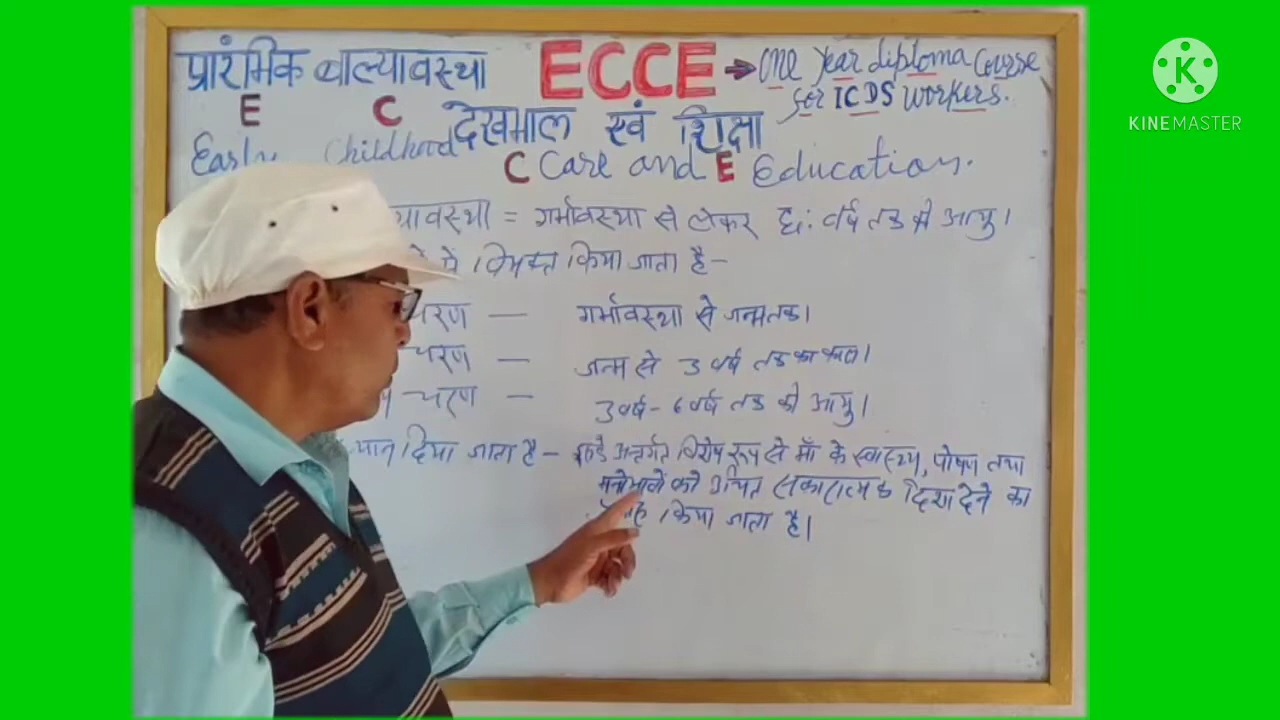 प्रारंभिक बाल्यावस्था ECCE → One Year diploma Course
for ICDS workers.
E C देखभाल एवं शिक्षा
Early Childhood C Care and E Education.
ल्यावस्था = गर्भावस्था से लेकर छः वर्ष तक की आयु।
में विभक्त किया जाता है-
चरण — गर्भावस्था से जन्म तक।
चरण — जन्म से 3 वर्ष तक का काल।
चरण — 3 वर्ष - 6 वर्ष तक की आयु।
ध्यान दिया जाता है- इसके अंतर्गत विशेष रूप से माँ के स्वास्थ्य, पोषण तथा
मनोभावों को उचित सकारात्मक दिशा देने का
किया जाता है।
KINEMASTER